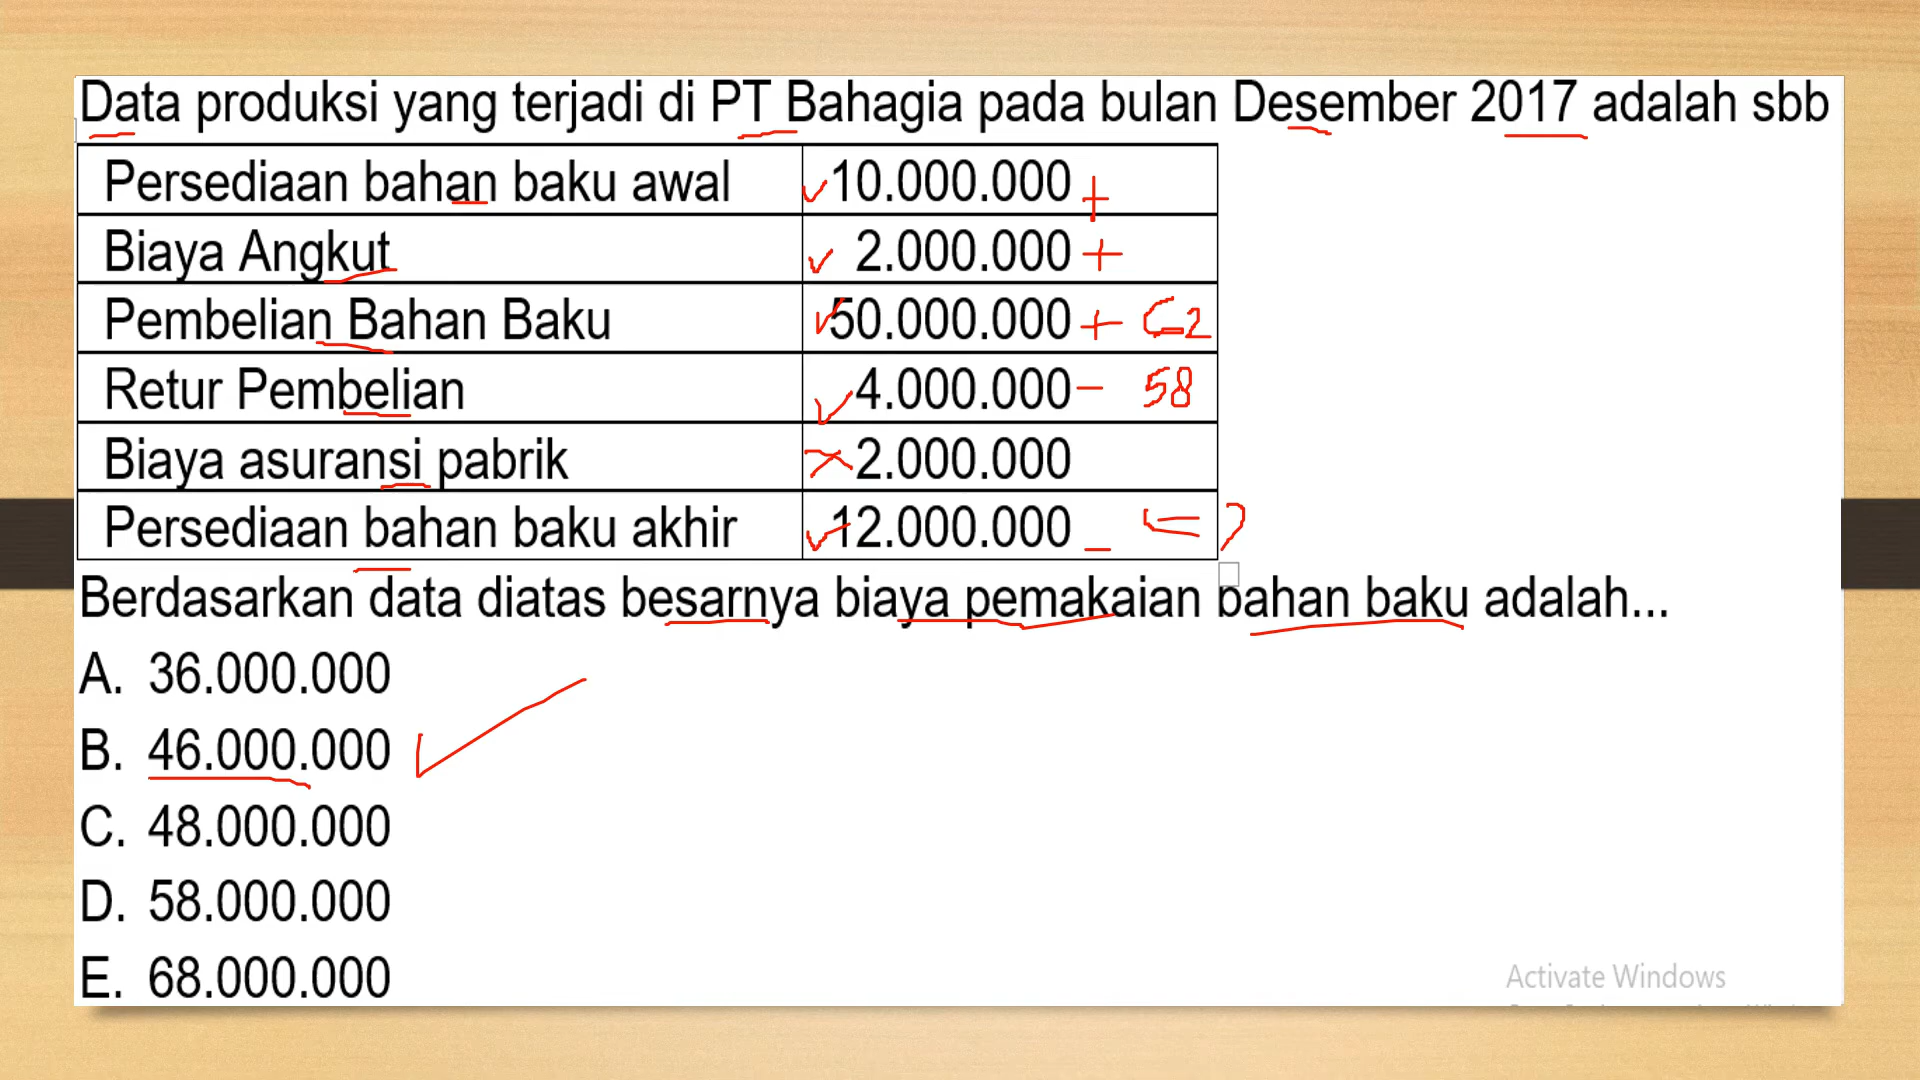 Data produksi yang terjadi di PT Bahagia pada bulan Desember 2017 adalah sbb
Persediaan bahan baku awal 10.000.000 +
Biaya Angkut 2.000.000 +
Pembelian Bahan Baku 50.000.000 + 62
Retur Pembelian 4.000.000 - 58
Biaya asuransi pabrik 2.000.000
Persediaan bahan baku akhir 12.000.000 -
Berdasarkan data diatas besarnya biaya pemakaian bahan baku adalah...
A. 36.000.000
B. 46.000.000
C. 48.000.000
D. 58.000.000
E. 68.000.000
Activate Windows